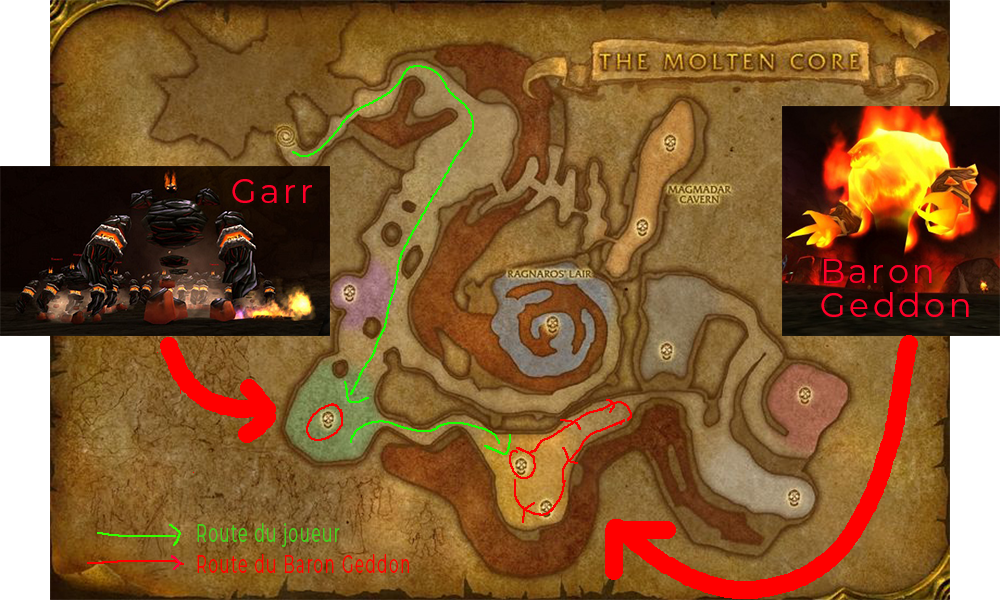 THE MOLTEN CORE
Garr
MAGMADAR
CAVERN
RAGNAROS' LAIR
Baron
Geddon
Route du joueur
Route du Baron Geddon